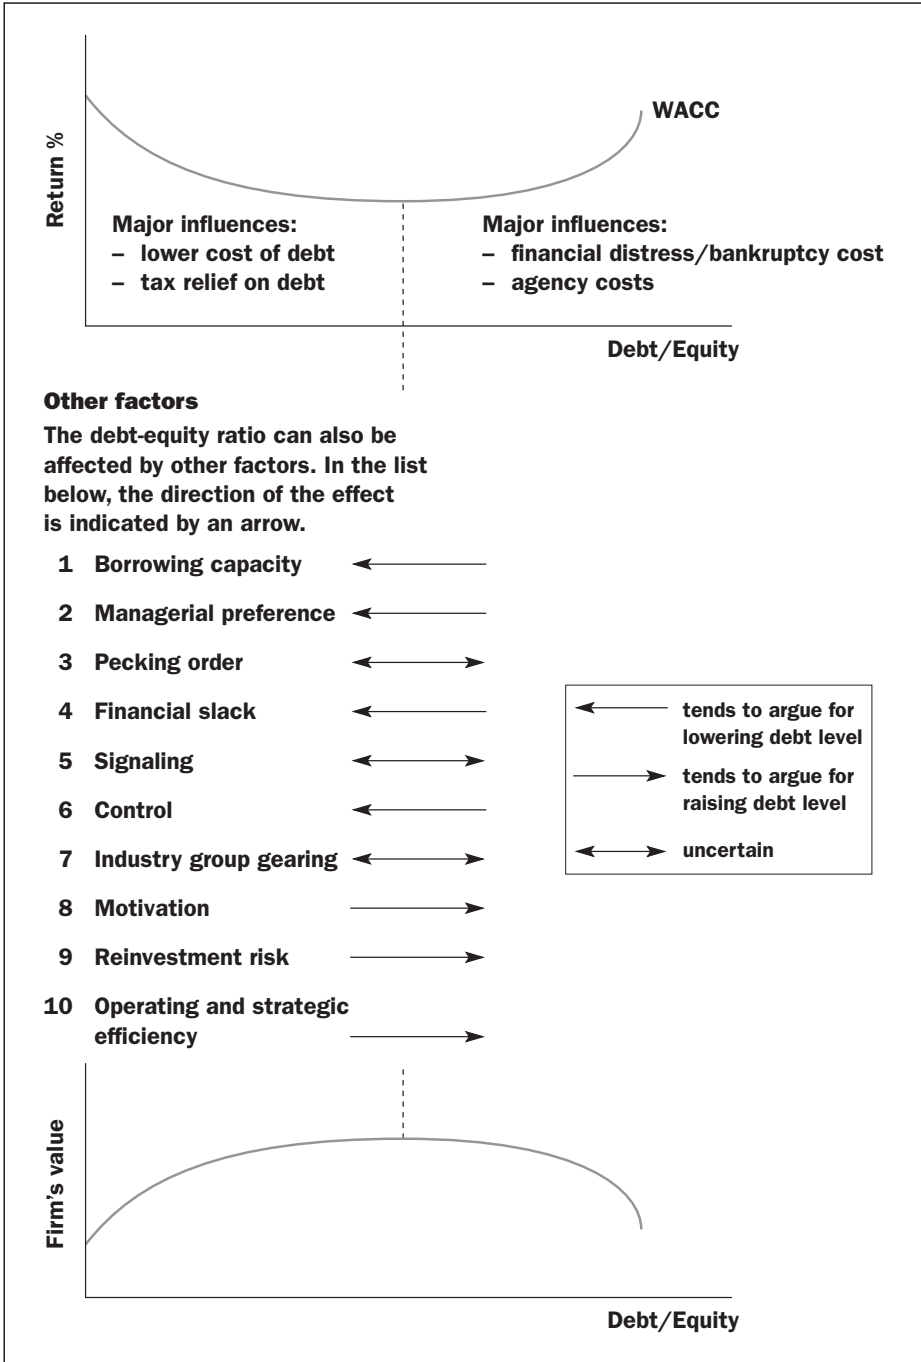 Return %
WACC
Major influences:
– lower cost of debt
– tax relief on debt
Major influences:
– financial distress/bankruptcy cost
– agency costs
Debt/Equity
Other factors
The debt-equity ratio can also be
affected by other factors. In the list
below, the direction of the effect
is indicated by an arrow.
1 Borrowing capacity
2 Managerial preference
3 Pecking order
4 Financial slack
5 Signaling
6 Control
7 Industry group gearing
8 Motivation
9 Reinvestment risk
10 Operating and strategic
efficiency
tends to argue for
lowering debt level
tends to argue for
raising debt level
uncertain
Firm's value
Debt/Equity